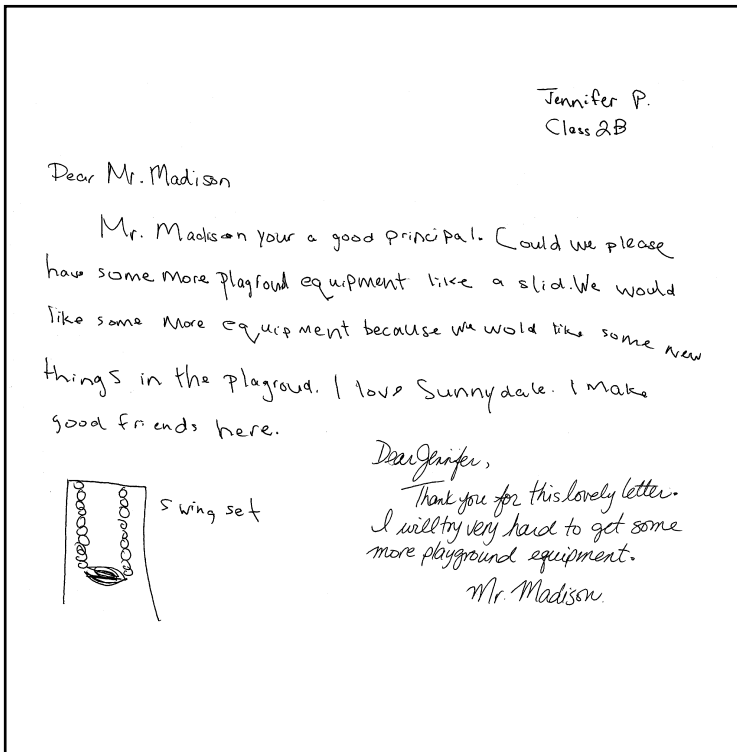 Jennifer P.
Class 2B
Dear Mr. Madison
Mr. Madison your a good principal. Could we please
have some more plagroud equipment like a slid. We would
like some more equipment because we wold like some new
things in the plagroud. I love Sunnydale. I make
good friends here.
swing set
Dear Jennifer,
Thank you for this lovely letter.
I will try very hard to get some
more playground equipment.
Mr. Madison.